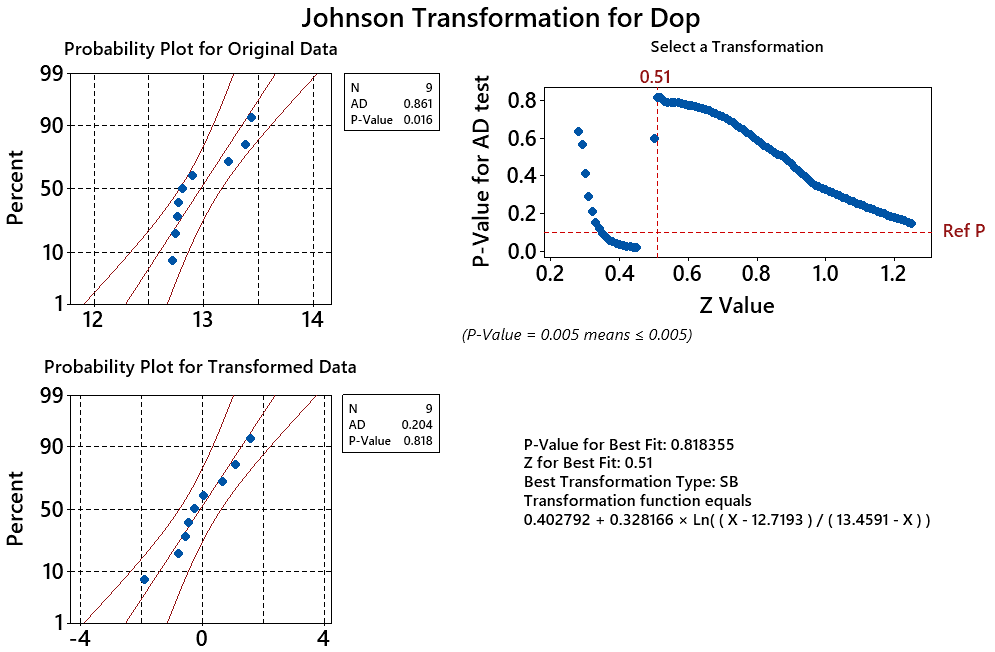 Johnson Transformation for Dop
Probability Plot for Original Data
Percent
99
90
50
10
1
12
13
14
N 9
AD 0.861
P-Value 0.016
Select a Transformation
0.51
P-Value for AD test
0.8
0.6
0.4
0.2
0.0
0.2
0.4
0.6
0.8
1.0
1.2
Ref P
Z Value
(P-Value = 0.005 means ≤ 0.005)
Probability Plot for Transformed Data
Percent
99
90
50
10
1
-4
0
4
N 9
AD 0.204
P-Value 0.818
P-Value for Best Fit: 0.818355
Z for Best Fit: 0.51
Best Transformation Type: SB
Transformation function equals
0.402792 + 0.328166 × Ln( ( X - 12.7193 ) / ( 13.4591 - X ) )